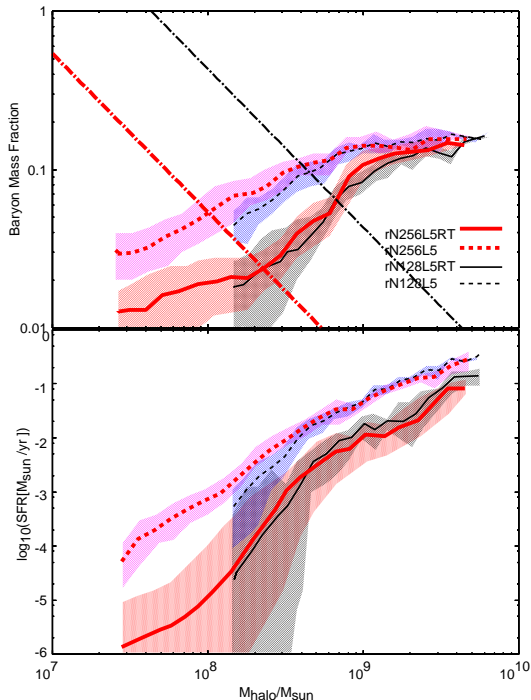 1
Baryon Mass Fraction
0.1
rN256L5RT
rN256L5
rN128L5RT
rN128L5
0.01
0
-1
log10(SFR[Msun /yr ])
-2
-3
-4
-5
-6
10^7 10^8 10^9 10^10
Mhalo/Msun